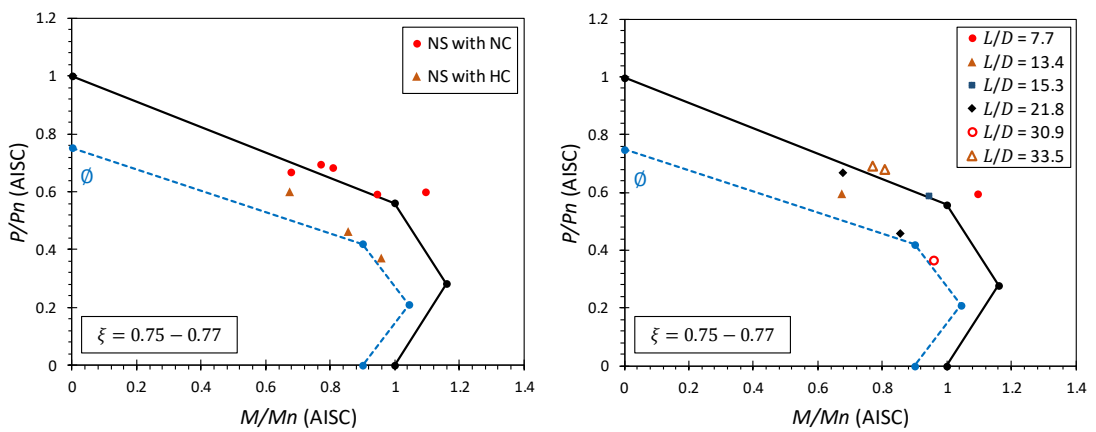 1.2
1
0.8
0.6
0.4
0.2
0
0
0.2
0.4
0.6
0.8
1
1.2
1.4
P/Pn (AISC)
M/Mn (AISC)
NS with NC
NS with HC
∅
ξ = 0.75 − 0.77
1.2
1
0.8
0.6
0.4
0.2
0
0
0.2
0.4
0.6
0.8
1
1.2
1.4
P/Pn (AISC)
M/Mn (AISC)
L/D = 7.7
L/D = 13.4
L/D = 15.3
L/D = 21.8
L/D = 30.9
L/D = 33.5
∅
ξ = 0.75 − 0.77